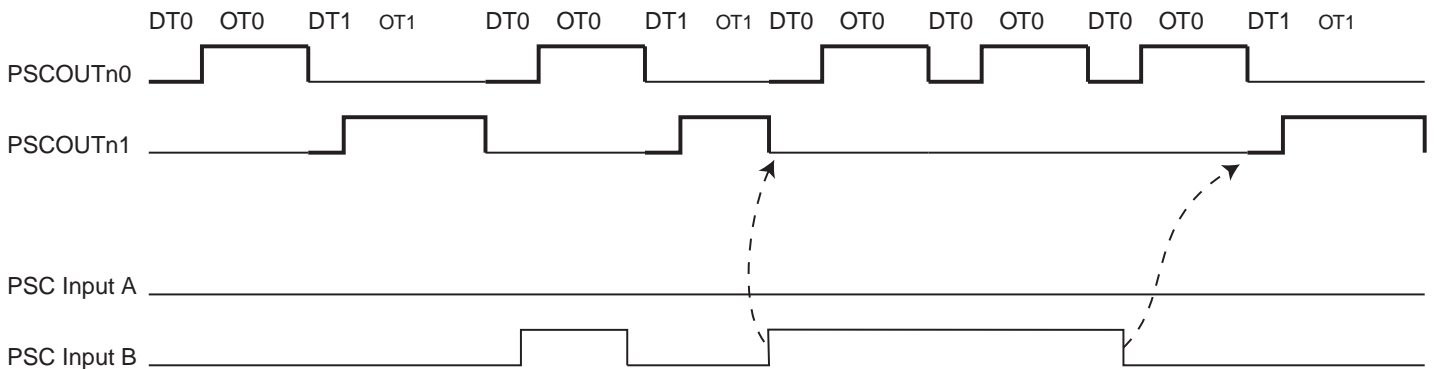 DT0 OT0 DT1 OT1 DT0 OT0 DT1 OT1 DT0 OT0 DT0 OT0 DT0 OT0 DT1 OT1
PSCOUTn0
PSCOUTn1
PSC Input A
PSC Input B